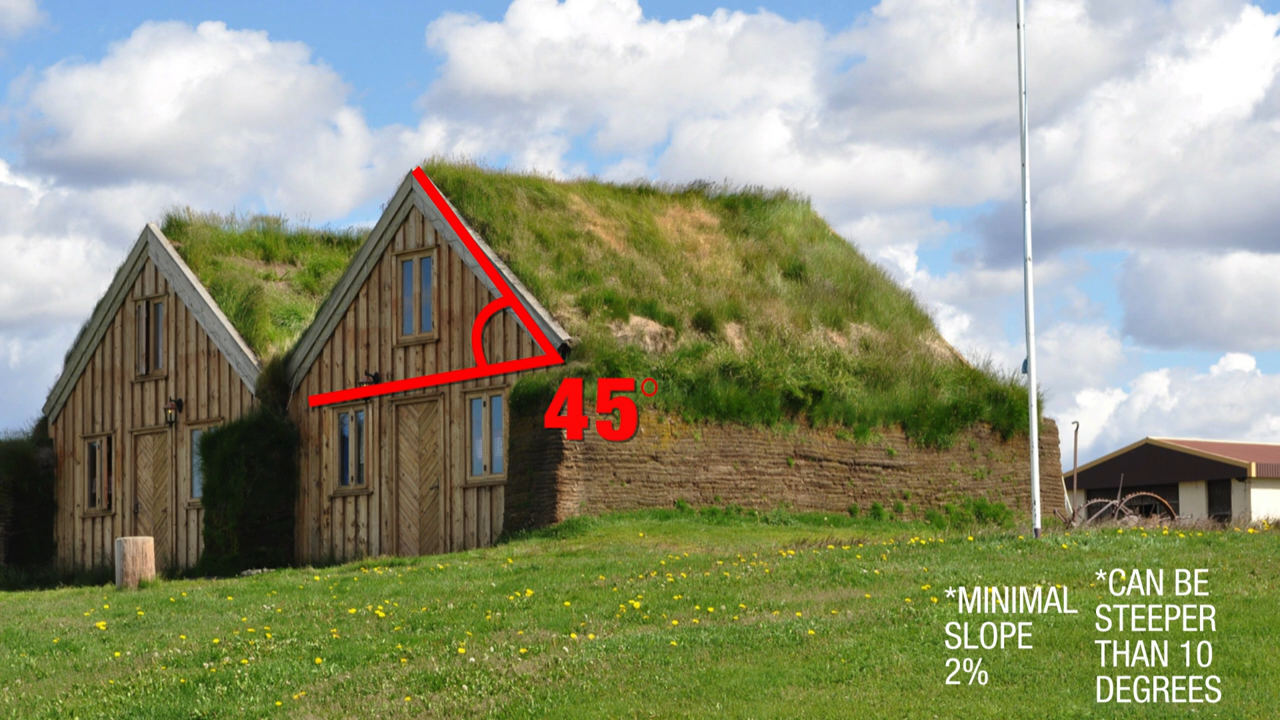 45°
*MINIMAL
SLOPE
2%
*CAN BE
STEEPER
THAN 10
DEGREES